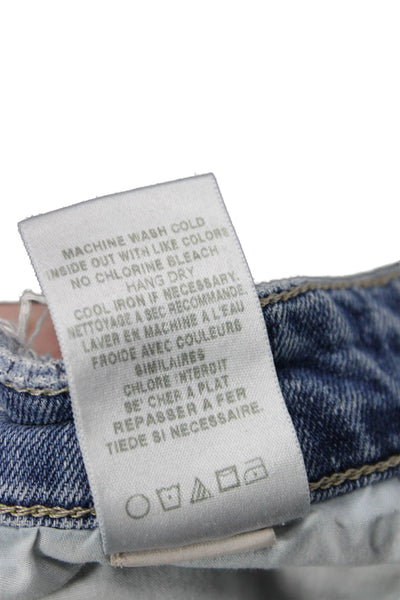 MACHINE WASH COLD
INSIDE OUT WITH LIKE COLORS
NO CHLORINE BLEACH
HANG DRY
COOL IRON IF NECESSARY.
NETTOYAGE A SEC RECOMMANDE
LAVER EN MACHINE A L'EAU
FROIDE AVEC COULEURS
SIMILAIRES
CHLORE INTERDIT
SE CHER A PLAT
REPASSER A FER
TIEDE SI NECESSAIRE.